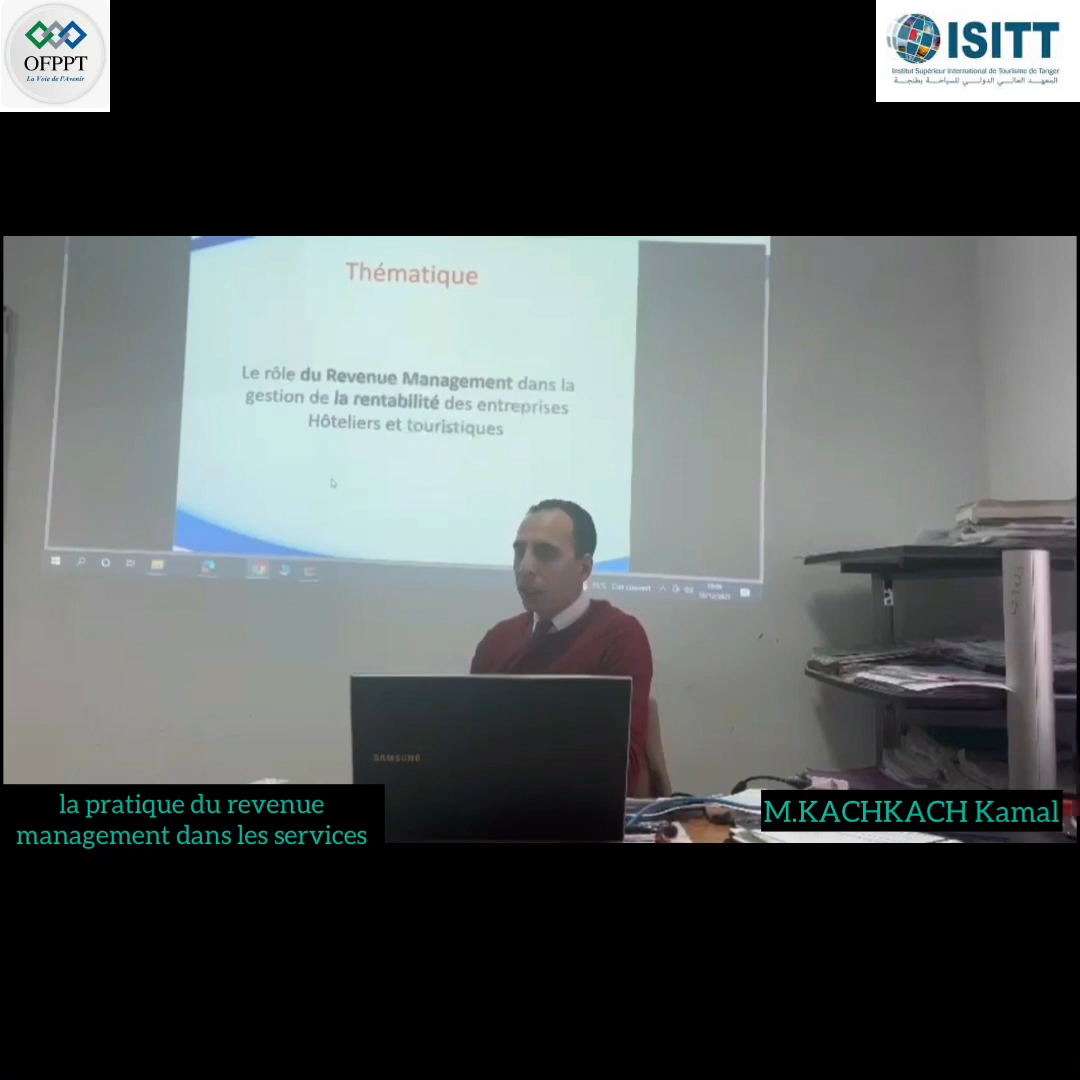 OFPPT
La Voie de l'Avenir
ISITT
Institut Supérieur International de Tourisme de Tanger
المعهد العالي الدولي للسياحة بطنجة
Thématique
Le rôle du Revenue Management dans la
gestion de la rentabilité des entreprises
Hôteliers et touristiques
SAMSUNG
la pratique du revenue
management dans les services
M.KACHKACH Kamal